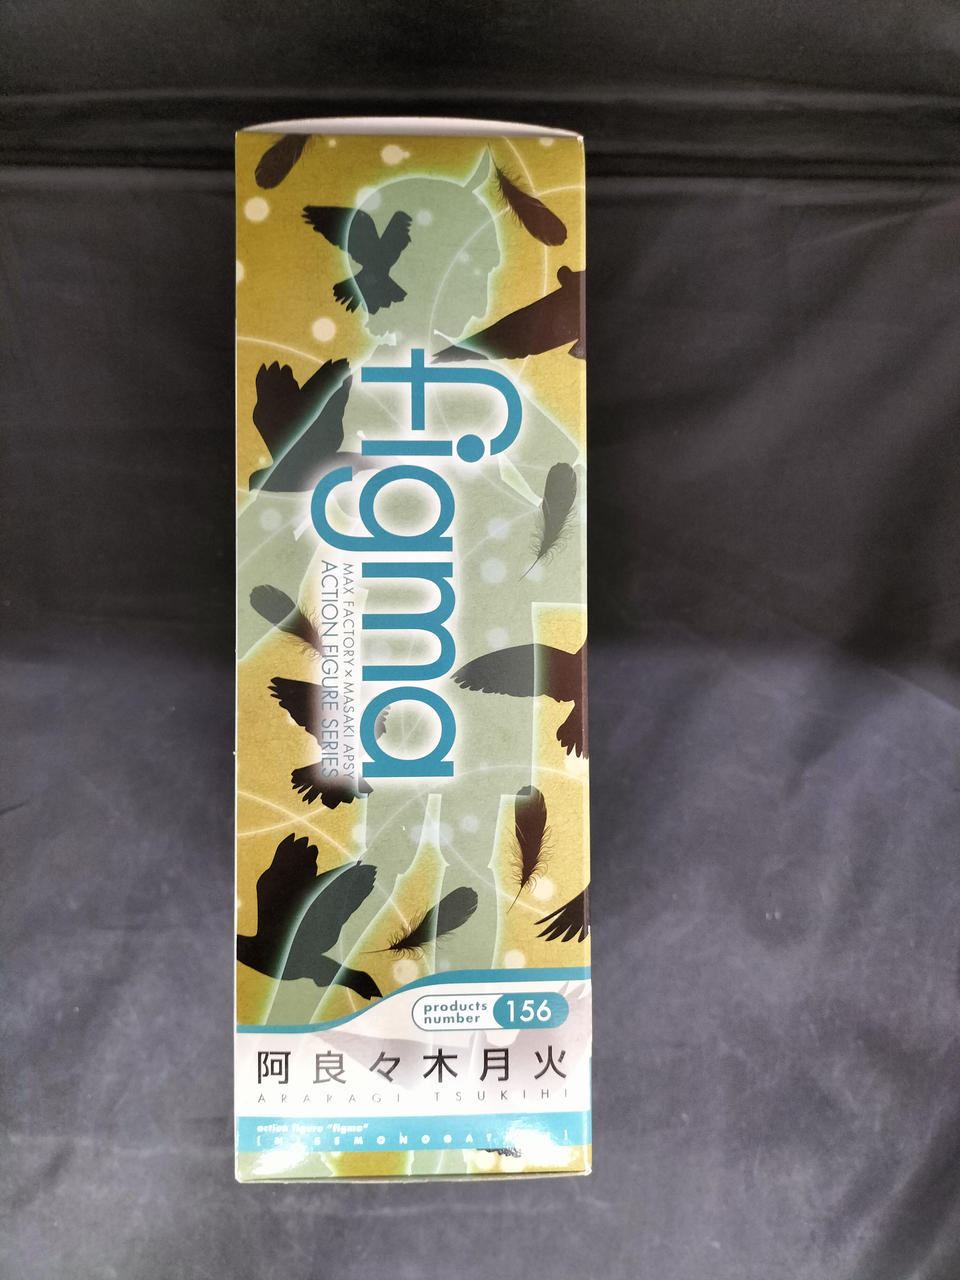 figma
MAX FACTORY × MASAKI APSY
ACTION FIGURE SERIES
products
number
156
阿良々木月火
ARARAGI TSUKIHI
action figure "figma"